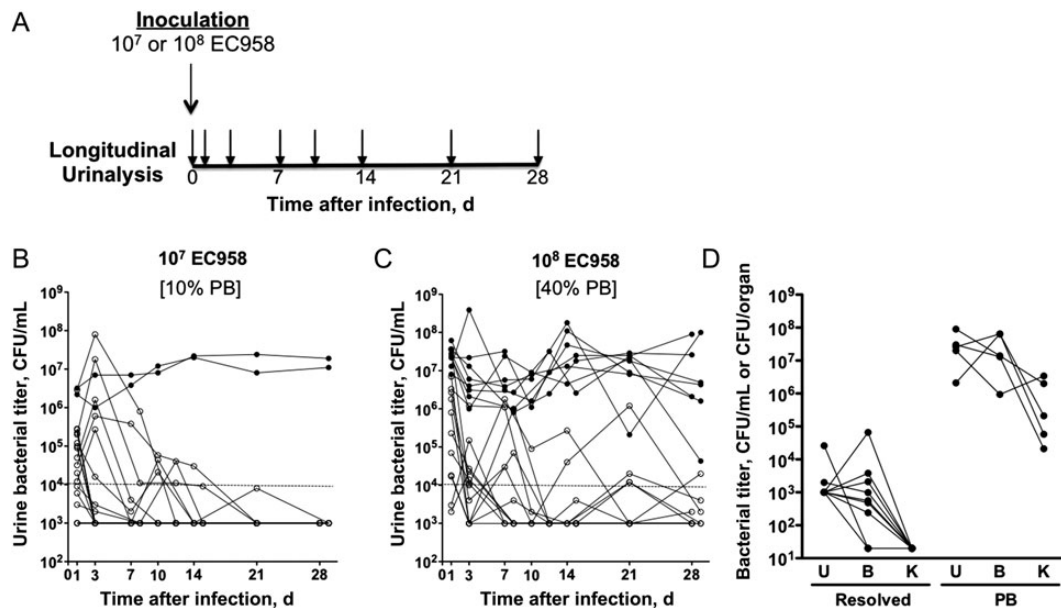 A
Inoculation
10⁷ or 10⁸ EC958
Longitudinal
Urinalysis
0 7 14 21 28
Time after infection, d
B
10⁷ EC958
[10% PB]
Urine bacterial titer, CFU/mL
10⁹
10⁸
10⁷
10⁶
10⁵
10⁴
10³
10²
01 3 7 10 14 21 28
Time after infection, d
C
10⁸ EC958
[40% PB]
Urine bacterial titer, CFU/mL
10⁹
10⁸
10⁷
10⁶
10⁵
10⁴
10³
10²
01 3 7 10 14 21 28
Time after infection, d
D
Bacterial titer, CFU/mL or CFU/organ
10⁹
10⁸
10⁷
10⁶
10⁵
10⁴
10³
10²
10¹
U B K U B K
Resolved PB